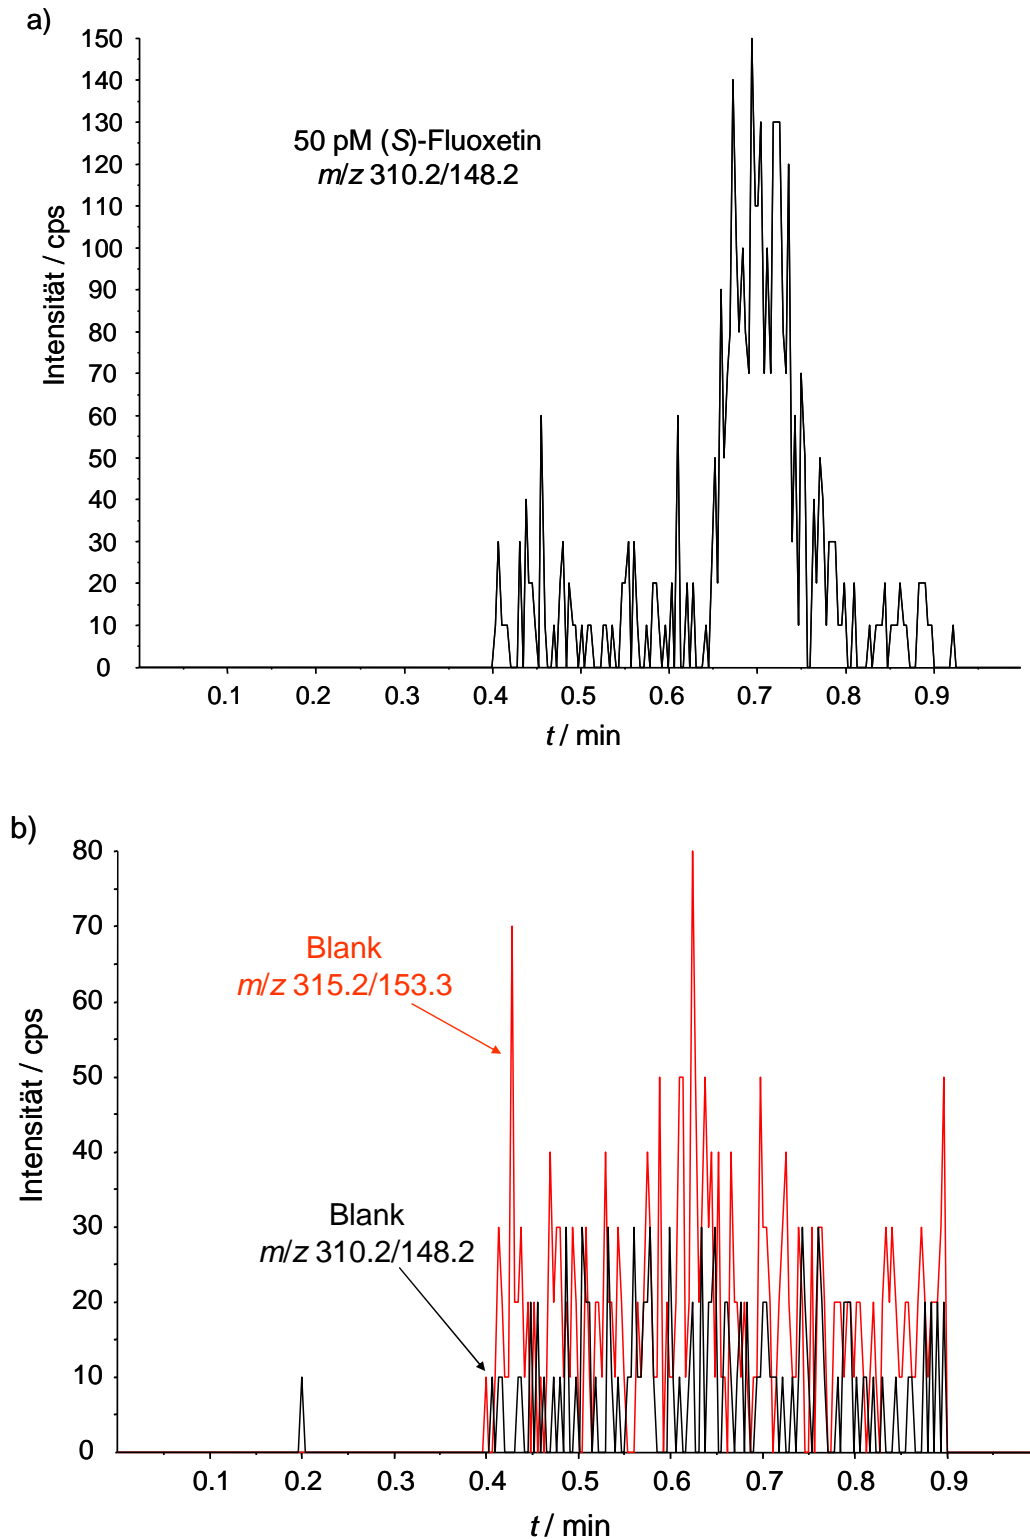 a)
150
140
130
120
110
100
90
80
70
60
50
40
30
20
10
0
Intensität / cps
50 pM (S)-Fluoxetin
m/z 310.2/148.2
0.1 0.2 0.3 0.4 0.5 0.6 0.7 0.8 0.9
t / min
b)
80
70
60
50
40
30
20
10
0
Intensität / cps
Blank
m/z 315.2/153.3
Blank
m/z 310.2/148.2
0.1 0.2 0.3 0.4 0.5 0.6 0.7 0.8 0.9
t / min